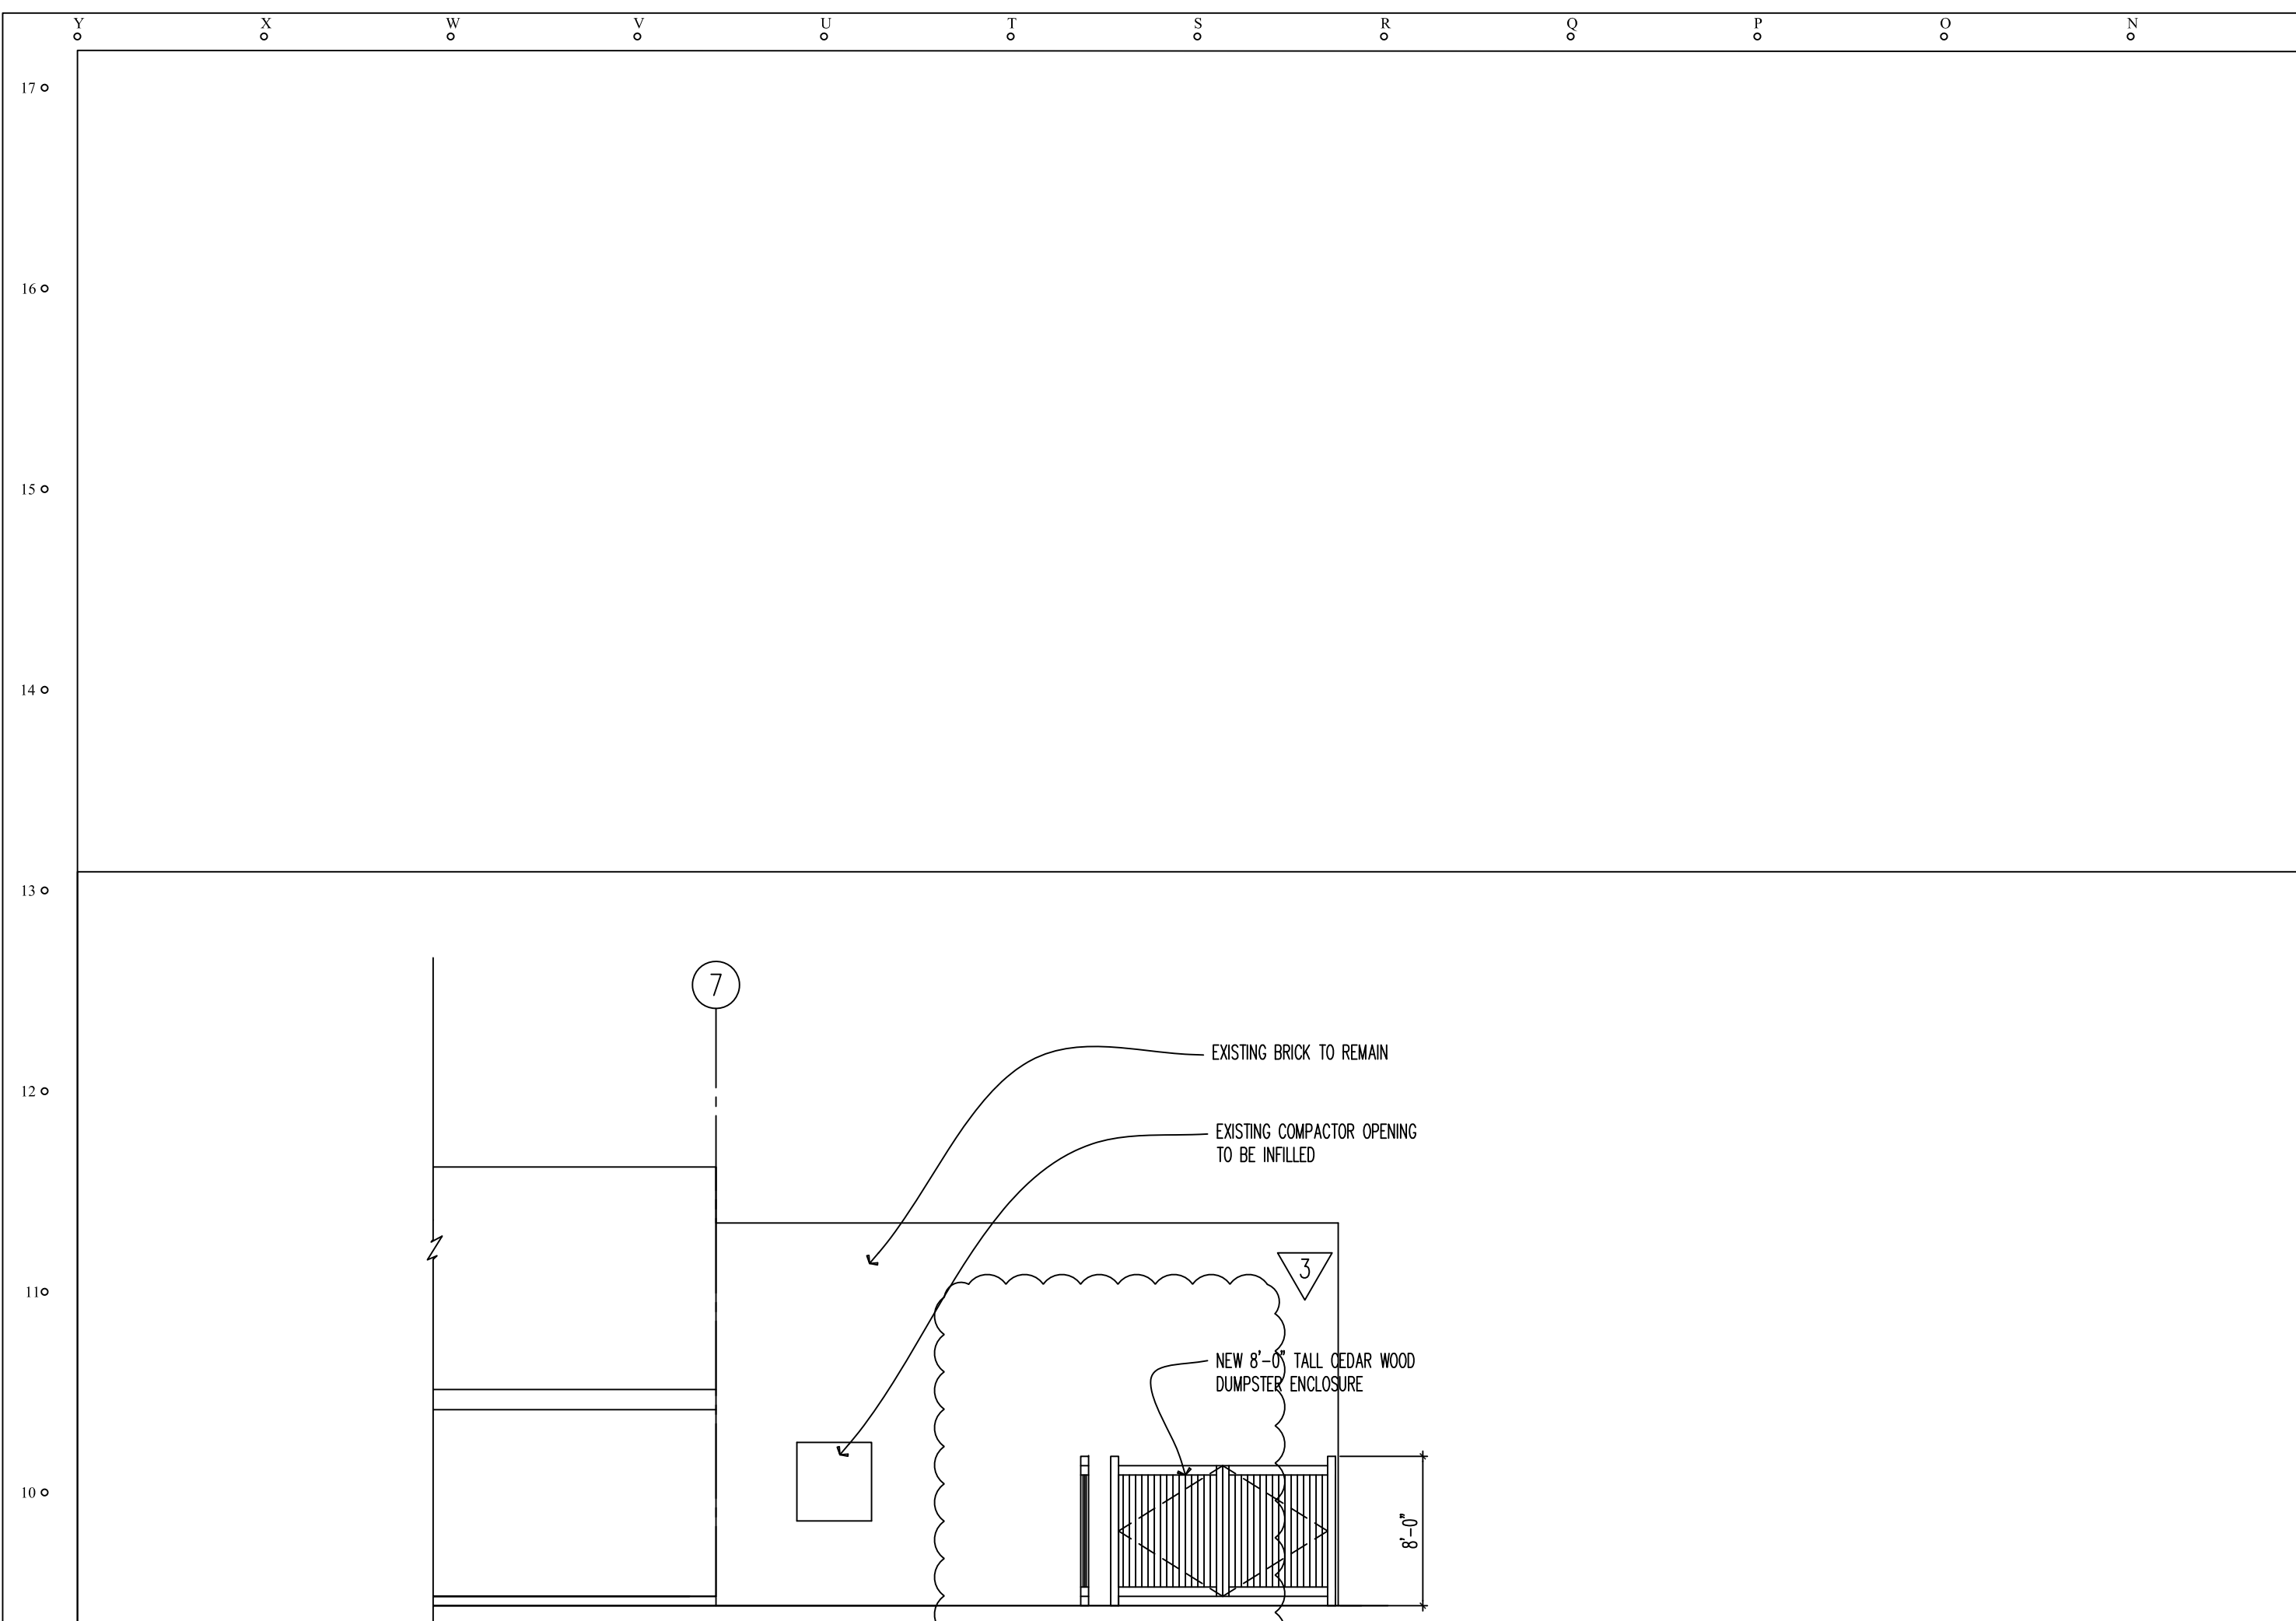 Y X W V U T S R Q P O N
17
16
15
14
13
7
EXISTING BRICK TO REMAIN
12
EXISTING COMPACTOR OPENING
TO BE INFILLED
3
11
NEW 8'-0" TALL CEDAR WOOD
DUMPSTER ENCLOSURE
10
8'-0"